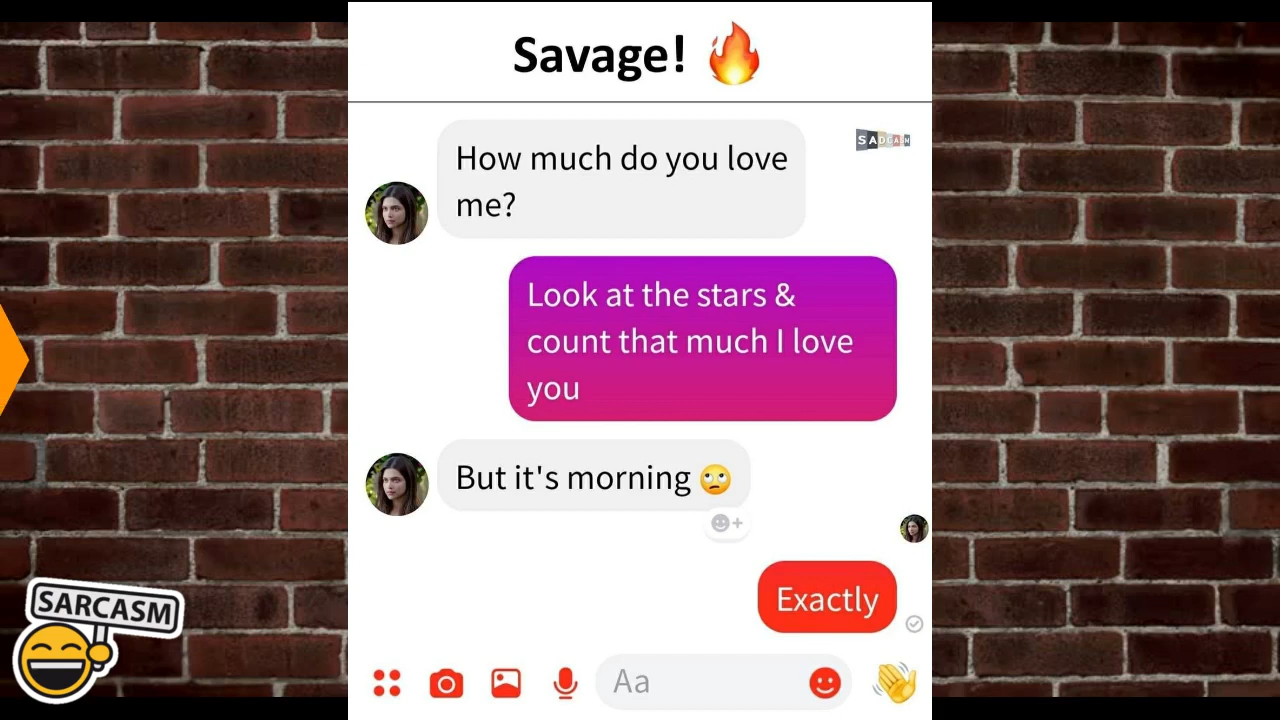 Savage! 🔥
SADCASM
How much do you love
me?
Look at the stars &
count that much I love
you
But it's morning 🙄
Exactly
Aa
SARCASM